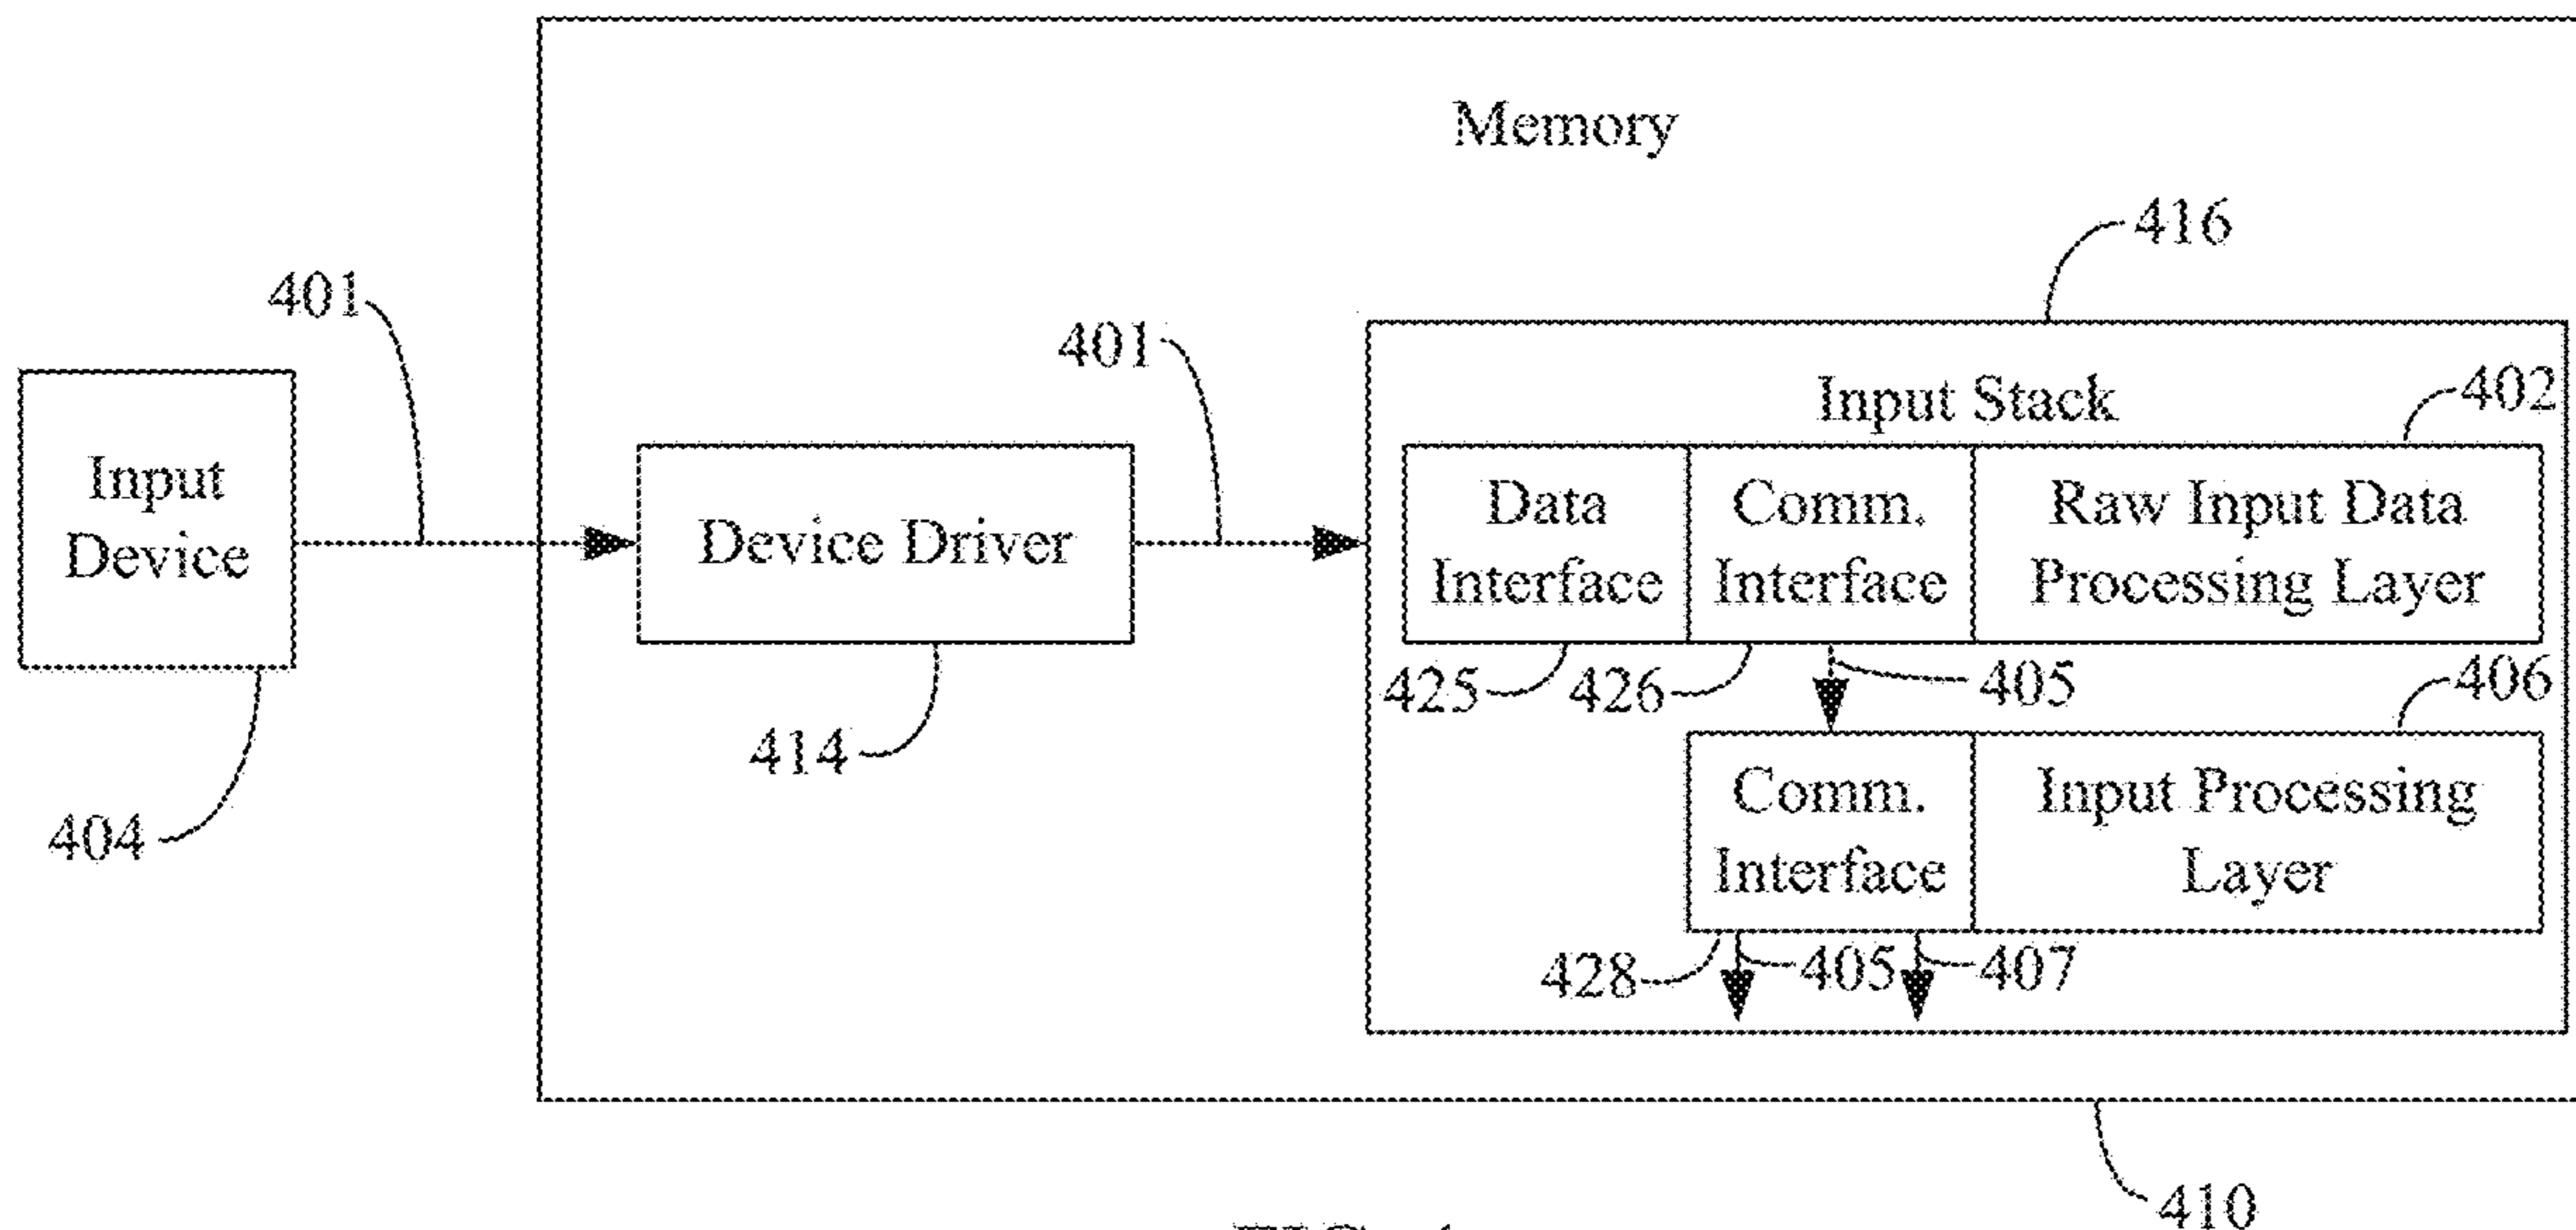 Memory
416
401
401
Input Stack
402
Input
Device
Device Driver
Data
Interface
Comm.
Interface
Raw Input Data
Processing Layer
425
426
405
406
414
404
Comm.
Interface
Input Processing
Layer
428
405
407
410